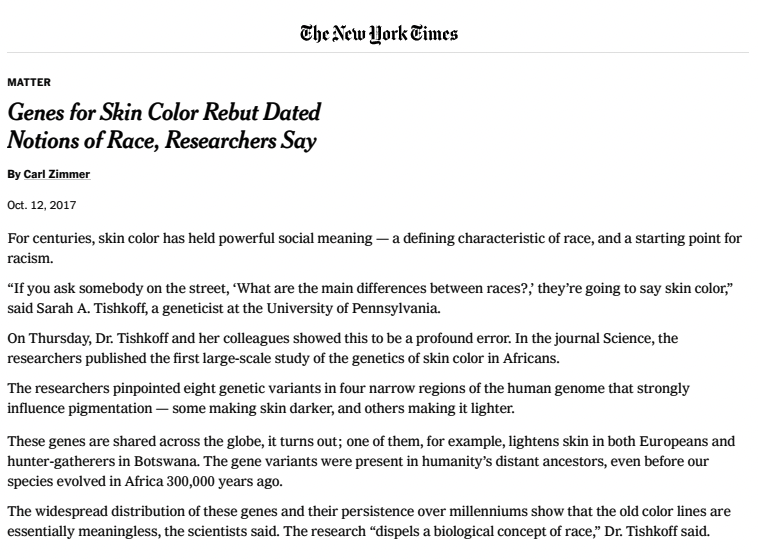 The New York Times
MATTER
Genes for Skin Color Rebut Dated
Notions of Race, Researchers Say
By Carl Zimmer
Oct. 12, 2017
For centuries, skin color has held powerful social meaning — a defining characteristic of race, and a starting point for
racism.
“If you ask somebody on the street, ‘What are the main differences between races?,’ they’re going to say skin color,”
said Sarah A. Tishkoff, a geneticist at the University of Pennsylvania.
On Thursday, Dr. Tishkoff and her colleagues showed this to be a profound error. In the journal Science, the
researchers published the first large-scale study of the genetics of skin color in Africans.
The researchers pinpointed eight genetic variants in four narrow regions of the human genome that strongly
influence pigmentation — some making skin darker, and others making it lighter.
These genes are shared across the globe, it turns out; one of them, for example, lightens skin in both Europeans and
hunter-gatherers in Botswana. The gene variants were present in humanity’s distant ancestors, even before our
species evolved in Africa 300,000 years ago.
The widespread distribution of these genes and their persistence over millenniums show that the old color lines are
essentially meaningless, the scientists said. The research “dispels a biological concept of race,” Dr. Tishkoff said.